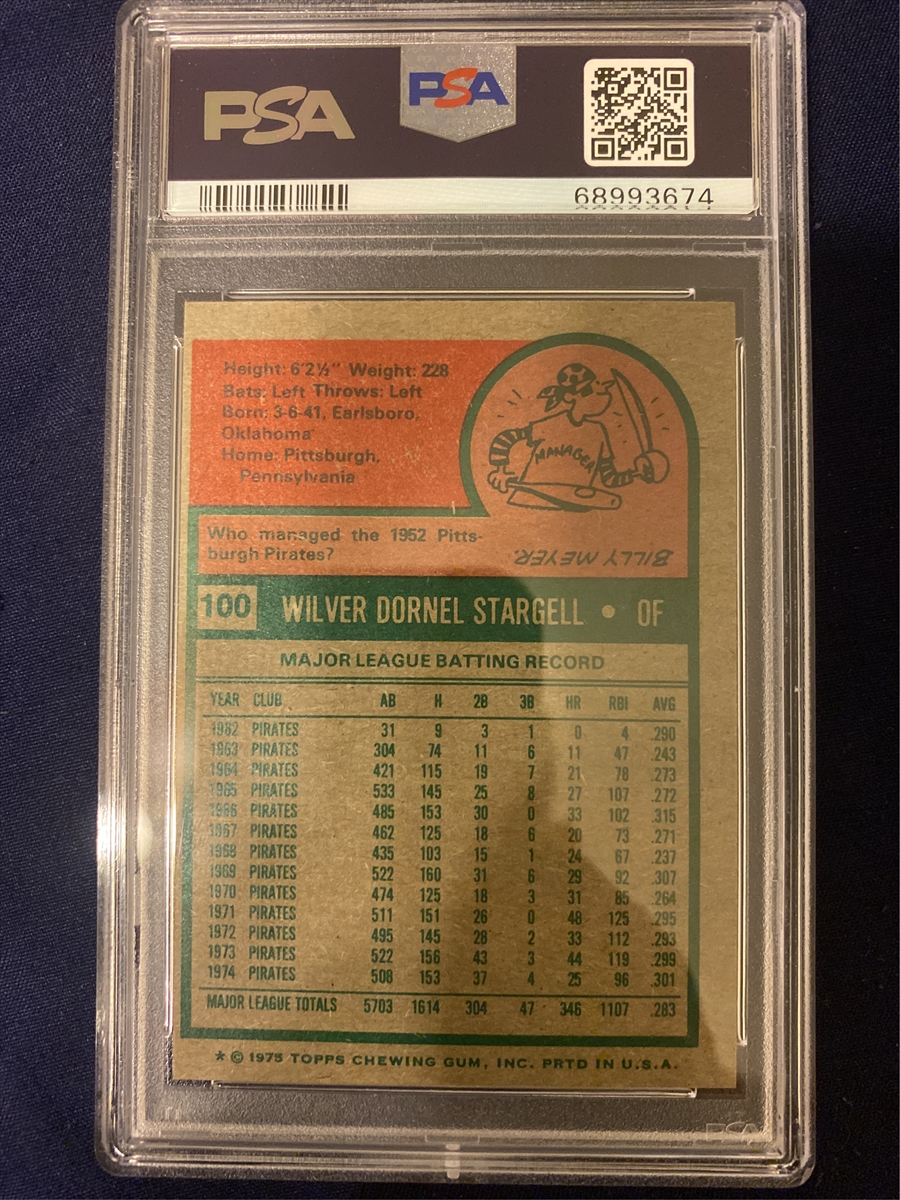 PSA
PSA
68993674
Height: 6'2½" Weight: 228
Bats: Left Throws: Left
Born: 3-6-41, Earlsboro,
Oklahoma
Home: Pittsburgh,
Pennsylvania
MANAGER
Who managed the 1952 Pitts-
burgh Pirates?
BILLY MEYER.
100 WILVER DORNEL STARGELL • OF
MAJOR LEAGUE BATTING RECORD
YEAR CLUB AB H 2B 3B HR RBI AVG
1962 PIRATES 31 9 3 1 0 4 .290
1963 PIRATES 304 74 11 6 11 47 .243
1964 PIRATES 421 115 19 7 21 78 .273
1965 PIRATES 533 145 25 8 27 107 .272
1966 PIRATES 485 153 30 0 33 102 .315
1967 PIRATES 462 125 18 6 20 73 .271
1968 PIRATES 435 103 15 1 24 67 .237
1969 PIRATES 522 160 31 6 29 92 .307
1970 PIRATES 474 125 18 3 31 85 .264
1971 PIRATES 511 151 26 0 48 125 .295
1972 PIRATES 495 145 28 2 33 112 .293
1973 PIRATES 522 156 43 3 44 119 .299
1974 PIRATES 508 153 37 4 25 96 .301
MAJOR LEAGUE TOTALS 5703 1614 304 47 346 1107 .283
* © 1975 TOPPS CHEWING GUM, INC. PRTD IN U.S.A.
PSA